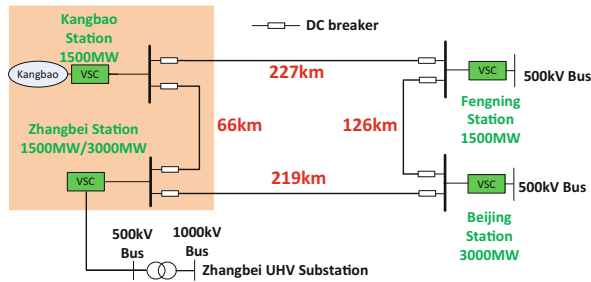 Kangbao
Station
1500MW
Kangbao
VSC
DC breaker
227km
VSC
500kV Bus
Fengning
Station
1500MW
Zhangbei Station
1500MW/3000MW
66km
126km
VSC
219km
VSC
500kV Bus
Beijing
Station
3000MW
500kV
Bus
1000kV
Bus
Zhangbei UHV Substation